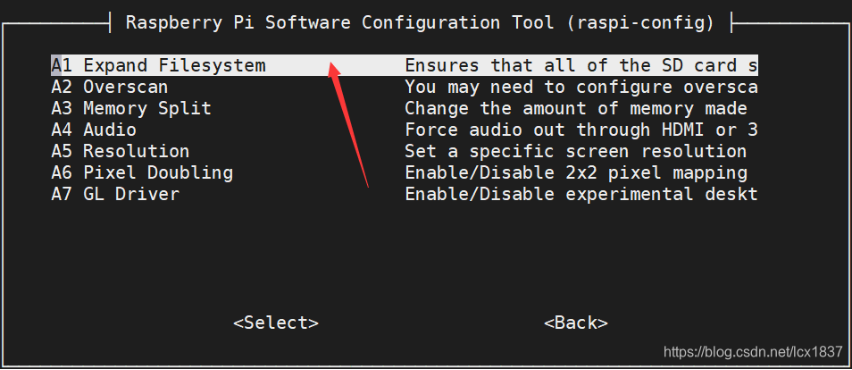 Raspberry Pi Software Configuration Tool (raspi-config)
A1 Expand Filesystem Ensures that all of the SD card s
A2 Overscan You may need to configure oversca
A3 Memory Split Change the amount of memory made
A4 Audio Force audio out through HDMI or 3
A5 Resolution Set a specific screen resolution
A6 Pixel Doubling Enable/Disable 2x2 pixel mapping
A7 GL Driver Enable/Disable experimental deskt
<Select> <Back>
https://blog.csdn.net/lcx1837